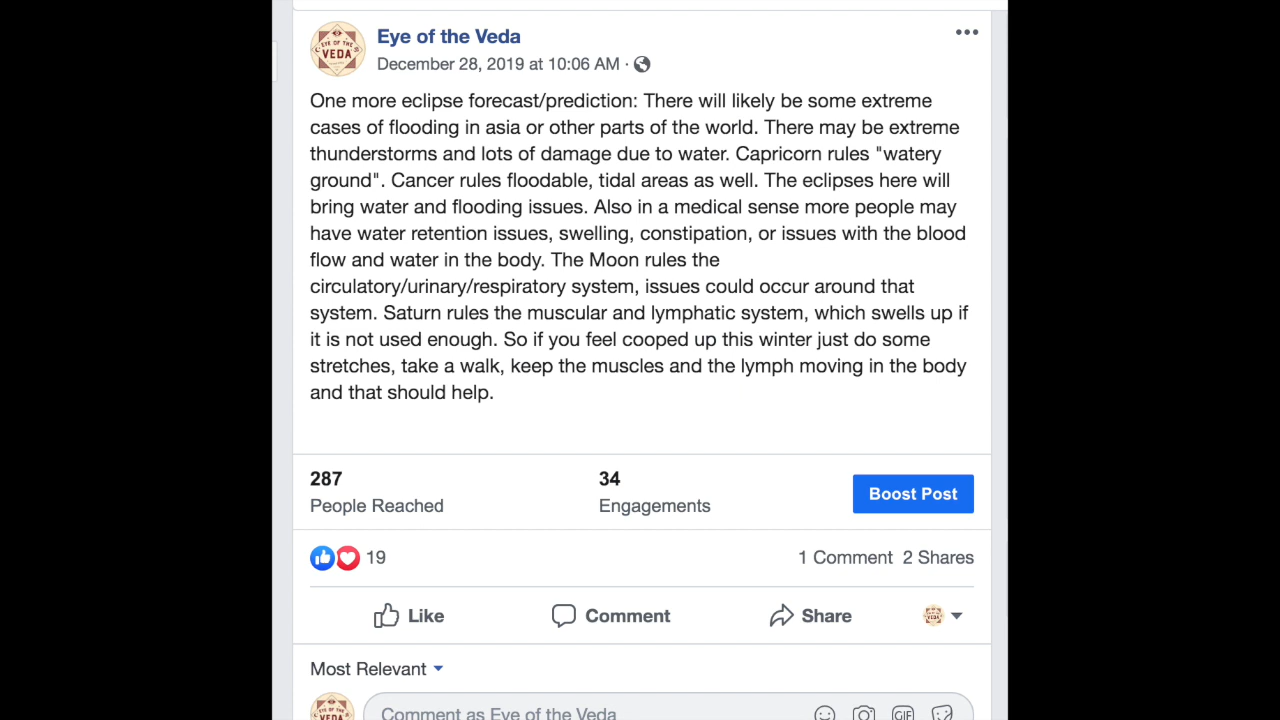 Eye of the Veda
December 28, 2019 at 10:06 AM ·
One more eclipse forecast/prediction: There will likely be some extreme
cases of flooding in asia or other parts of the world. There may be extreme
thunderstorms and lots of damage due to water. Capricorn rules "watery
ground". Cancer rules floodable, tidal areas as well. The eclipses here will
bring water and flooding issues. Also in a medical sense more people may
have water retention issues, swelling, constipation, or issues with the blood
flow and water in the body. The Moon rules the
circulatory/urinary/respiratory system, issues could occur around that
system. Saturn rules the muscular and lymphatic system, which swells up if
it is not used enough. So if you feel cooped up this winter just do some
stretches, take a walk, keep the muscles and the lymph moving in the body
and that should help.
287 34
People Reached Engagements Boost Post
19 1 Comment 2 Shares
Like Comment Share
Most Relevant
Comment as Eye of the Veda GIF